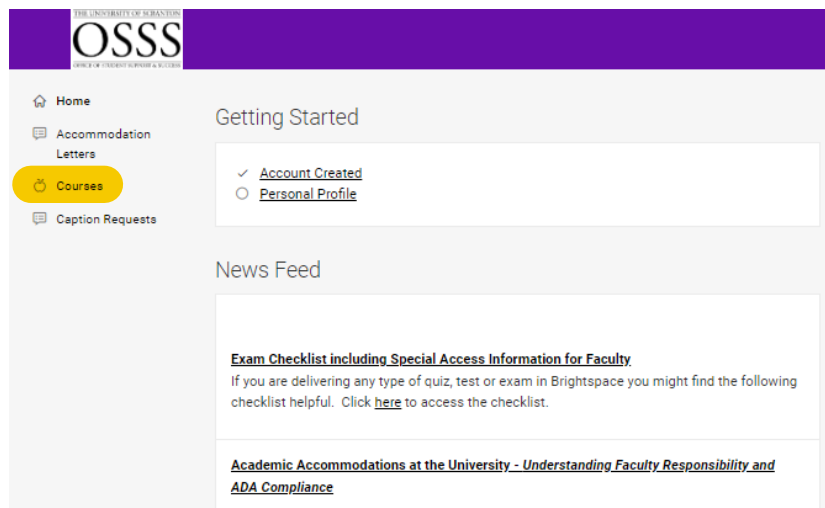 THE UNIVERSITY OF SCRANTON
OSSS
OFFICE OF STUDENT SUPPORT & SUCCESS
Home
Accommodation
Letters
Courses
Caption Requests
Getting Started
Account Created
Personal Profile
News Feed
Exam Checklist including Special Access Information for Faculty
If you are delivering any type of quiz, test or exam in Brightspace you might find the following
checklist helpful. Click here to access the checklist.
Academic Accommodations at the University - Understanding Faculty Responsibility and
ADA Compliance